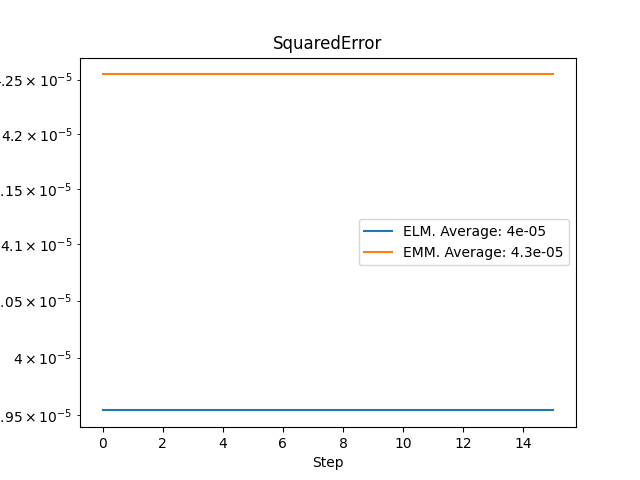 SquaredError
.25 × 10⁻⁵
4.2 × 10⁻⁵
.15 × 10⁻⁵
4.1 × 10⁻⁵
.05 × 10⁻⁵
4 × 10⁻⁵
.95 × 10⁻⁵
ELM. Average: 4e-05
EMM. Average: 4.3e-05
0 2 4 6 8 10 12 14
Step